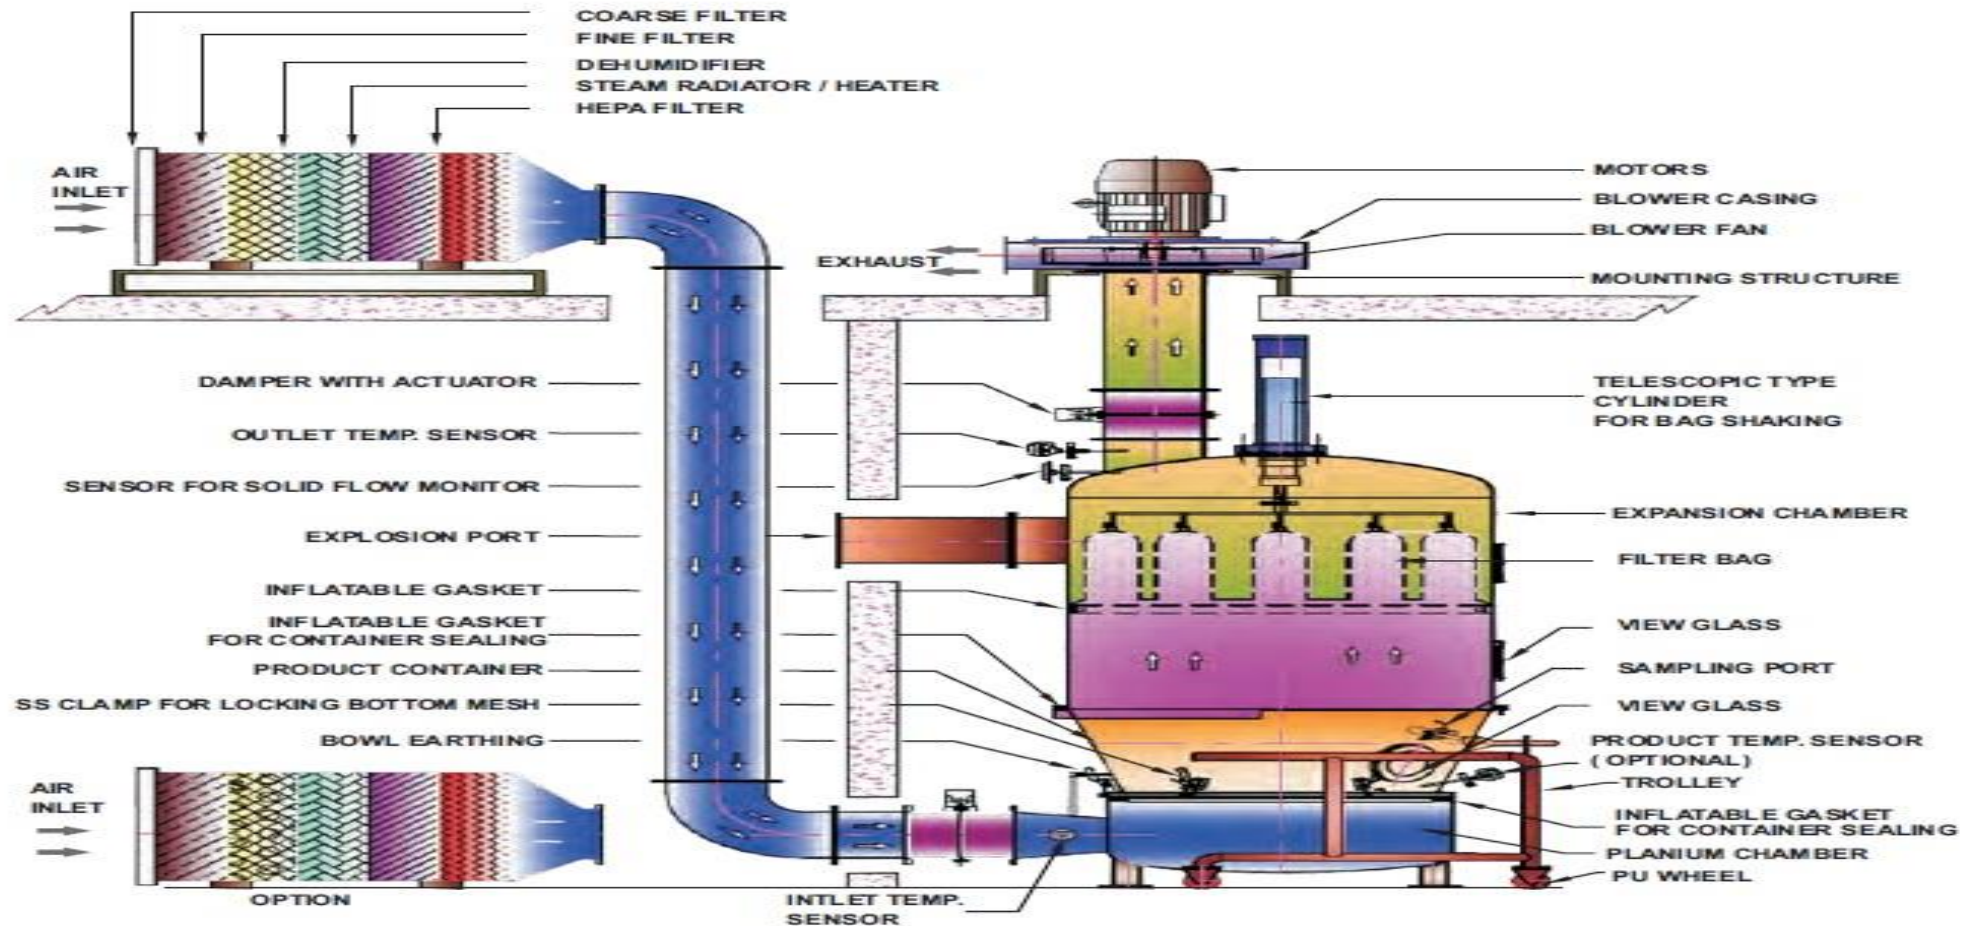 COARSE FILTER
FINE FILTER
DEHUMIDIFIER
STEAM RADIATOR / HEATER
HEPA FILTER
AIR
INLET
EXHAUST
MOTORS
BLOWER CASING
BLOWER FAN
MOUNTING STRUCTURE
DAMPER WITH ACTUATOR
OUTLET TEMP. SENSOR
SENSOR FOR SOLID FLOW MONITOR
EXPLOSION PORT
INFLATABLE GASKET
INFLATABLE GASKET
FOR CONTAINER SEALING
PRODUCT CONTAINER
SS CLAMP FOR LOCKING BOTTOM MESH
BOWL EARTHING
TELESCOPIC TYPE
CYLINDER
FOR BAG SHAKING
EXPANSION CHAMBER
FILTER BAG
VIEW GLASS
SAMPLING PORT
VIEW GLASS
PRODUCT TEMP. SENSOR
( OPTIONAL )
TROLLEY
INFLATABLE GASKET
FOR CONTAINER SEALING
PLANIUM CHAMBER
PU WHEEL
AIR
INLET
OPTION
INTLET TEMP.
SENSOR